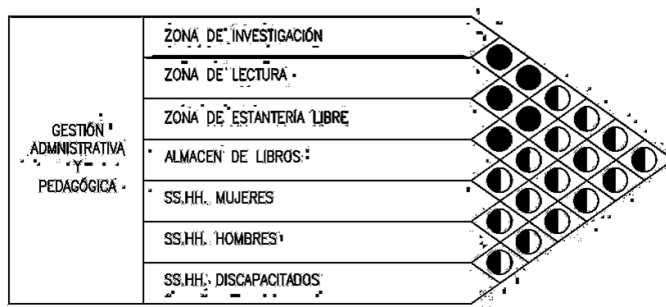 GESTIÓN
ADMNISTRATIVA
Y
PEDAGÓGICA
ZONA DE INVESTIGACIÓN
ZONA DE LECTURA
ZONA DE ESTANTERÍA LIBRE
ALMACEN DE LIBROS
SS.HH. MUJERES
SS.HH. HOMBRES
SS.HH. DISCAPACITADOS